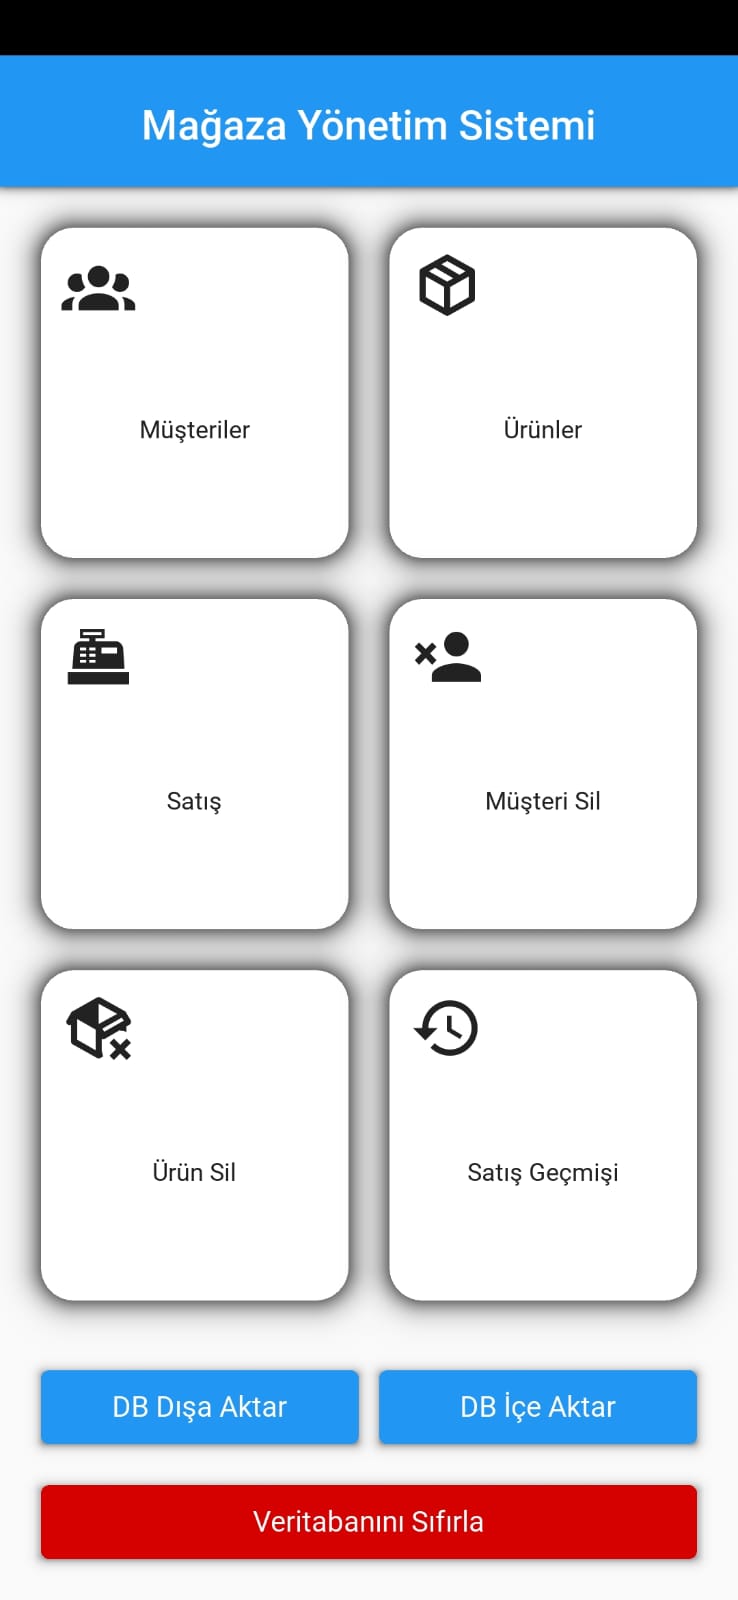 Mağaza Yönetim Sistemi
Müşteriler
Ürünler
Satış
Müşteri Sil
Ürün Sil
Satış Geçmişi
DB Dışa Aktar
DB İçe Aktar
Veritabanını Sıfırla